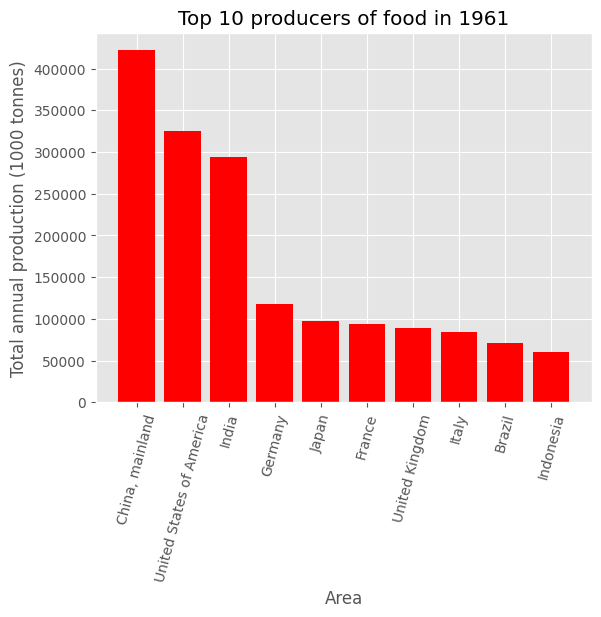 Top 10 producers of food in 1961
Total annual production (1000 tonnes)
400000
350000
300000
250000
200000
150000
100000
50000
0
China, mainland
United States of America
India
Germany
Japan
France
United Kingdom
Italy
Brazil
Indonesia
Area